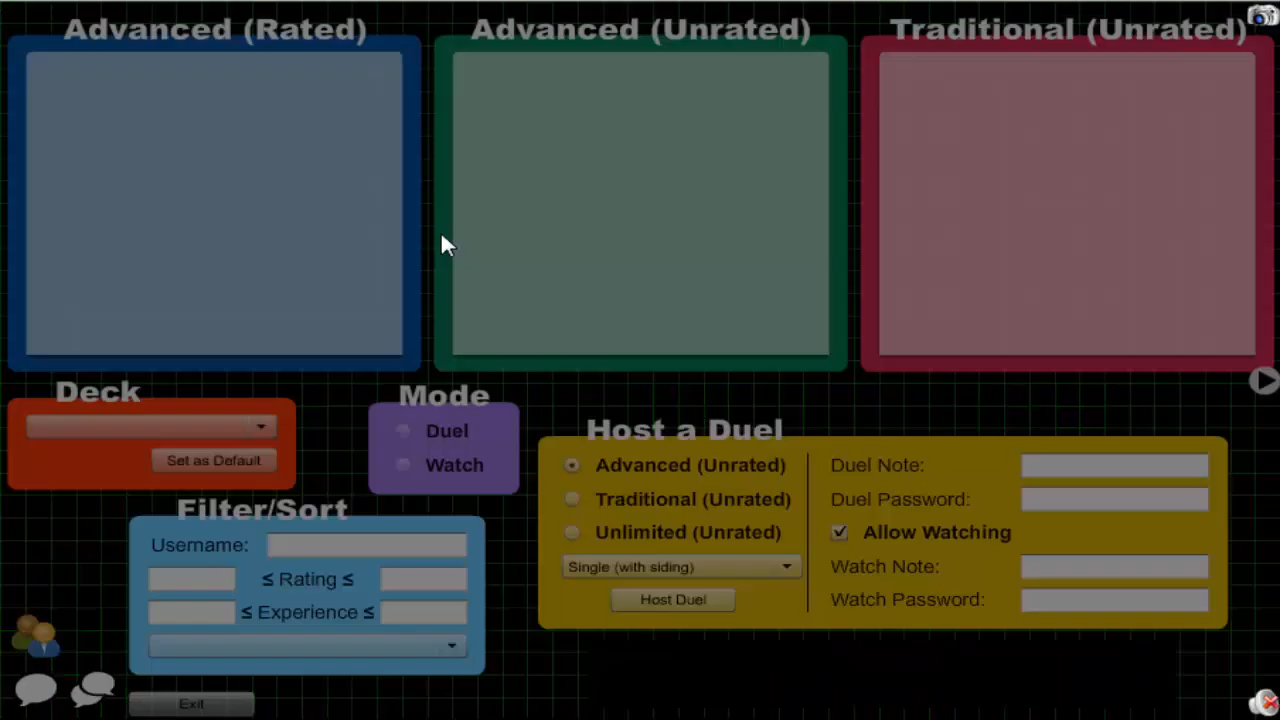 Advanced (Rated)
Advanced (Unrated)
Traditional (Unrated)
Deck
Set as Default
Mode
Duel
Watch
Filter/Sort
Username:
≤ Rating ≤
≤ Experience ≤
Exit
Host a Duel
Advanced (Unrated)
Traditional (Unrated)
Unlimited (Unrated)
Single (with siding)
Host Duel
Duel Note:
Duel Password:
Allow Watching
Watch Note:
Watch Password: